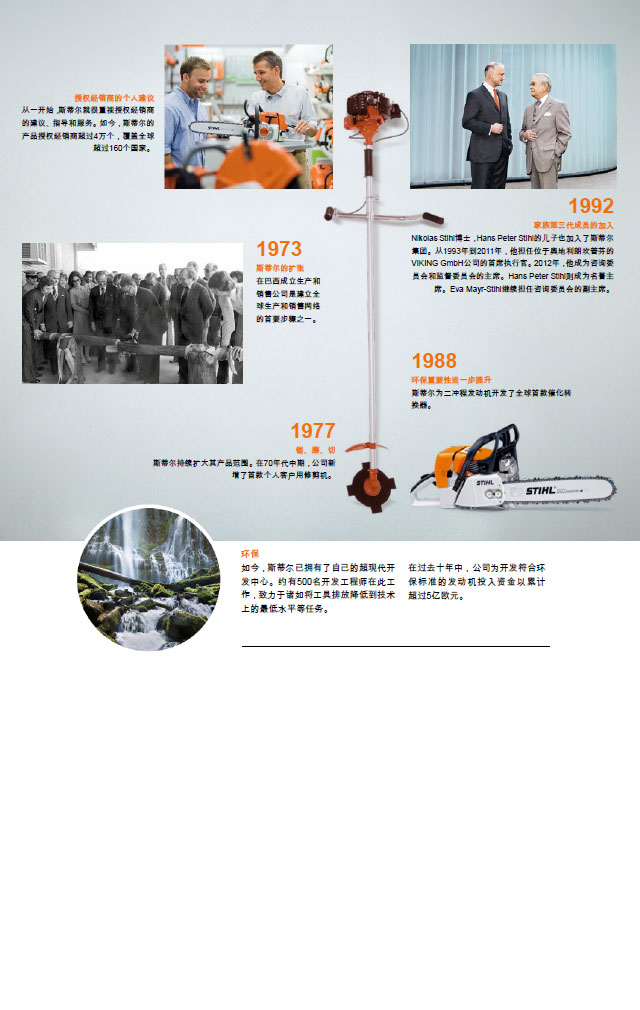 授权经销商的个人建议
从一开始，斯蒂尔就很重视授权经销商
的建议、指导和服务。如今，斯蒂尔的
产品授权经销商超过4万个，覆盖全球
超过160个国家。
STIHL
1992
家族第三代成员的加入
Nikolas Stihl博士，Hans Peter Stihl的儿子也加入了斯蒂尔
集团。从1993年到2011年，他担任位于奥地利朗坎普芬的
VIKING GmbH公司的首席执行官。2012年，他成为咨询委
员会和监督委员会的主席。Hans Peter Stihl则成为名誉主
席。Eva Mayr-Stihl继续担任咨询委员会的副主席。
1973
斯蒂尔的扩张
在巴西成立生产和
销售公司是建立全
球生产和销售网络
的首要步骤之一。
1988
环保重要性进一步提升
斯蒂尔为二冲程发动机开发了全球首款催化转
换器。
1977
锯、磨、切
斯蒂尔持续扩大其产品范围。在70年代中期，公司新
增了首款个人客户用修剪机。
STIHL
STIHL
环保
如今，斯蒂尔已拥有了自己的超现代开
发中心。约有500名开发工程师在此工
作，致力于诸如将工具排放降低到技术
上的最低水平等任务。
在过去十年中，公司为开发符合环
保标准的发动机投入资金以累计
超过5亿欧元。